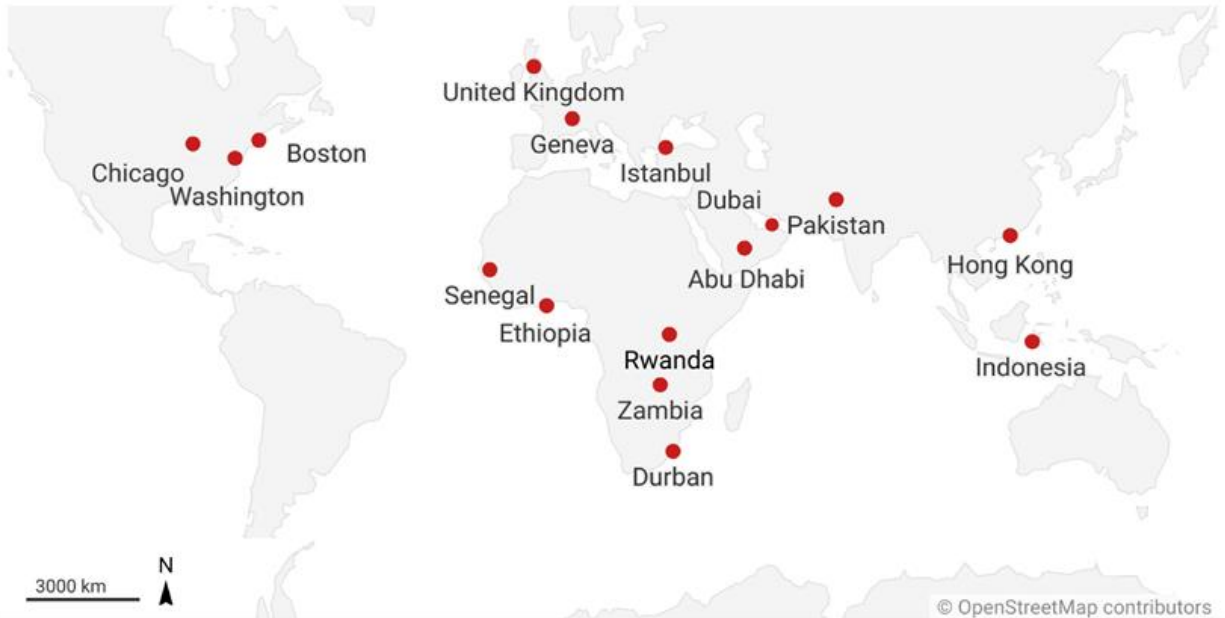 United Kingdom
Boston
Geneva
Chicago
Istanbul
Washington
Dubai
Pakistan
Hong Kong
Abu Dhabi
Senegal
Ethiopia
Rwanda
Indonesia
Zambia
Durban
N
3000 km
© OpenStreetMap contributors